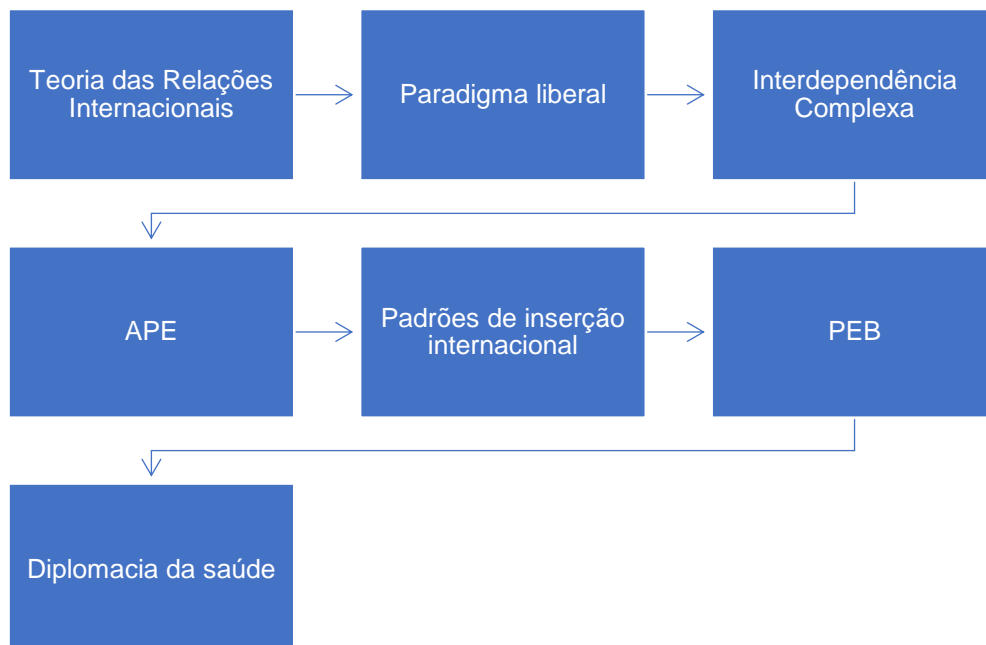 Teoria das Relações
Internacionais
Paradigma liberal
Interdependência
Complexa
APE
Padrões de inserção
internacional
PEB
Diplomacia da saúde